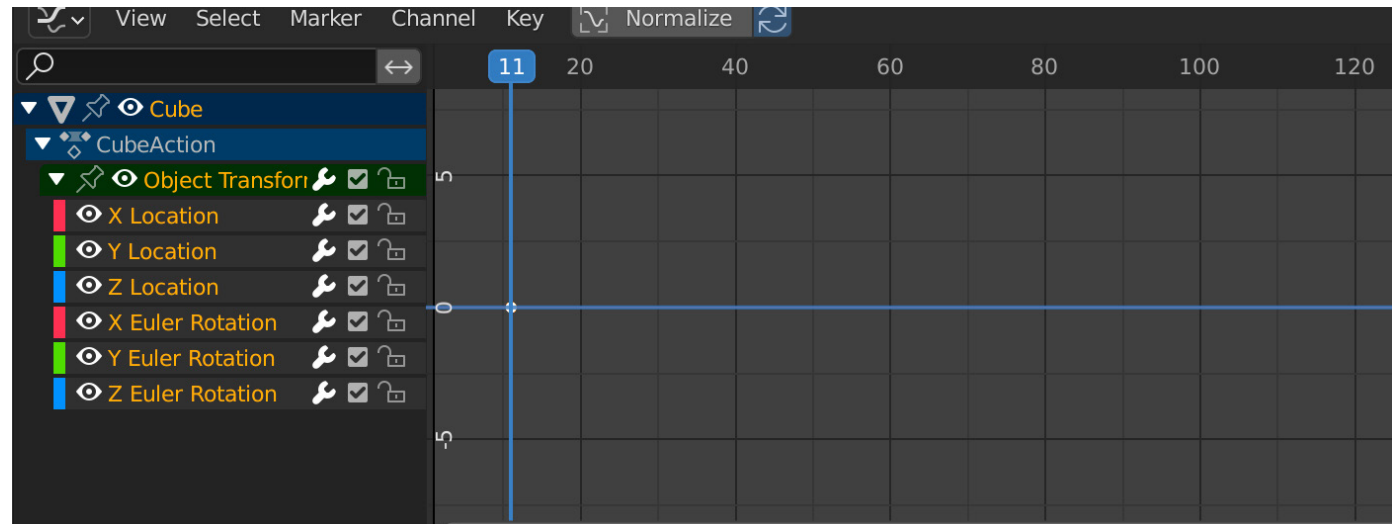 View Select Marker Channel Key Normalize
11 20 40 60 80 100 120
Cube
CubeAction
Object Transfor
5
X Location
Y Location
Z Location
0
X Euler Rotation
Y Euler Rotation
Z Euler Rotation
-5